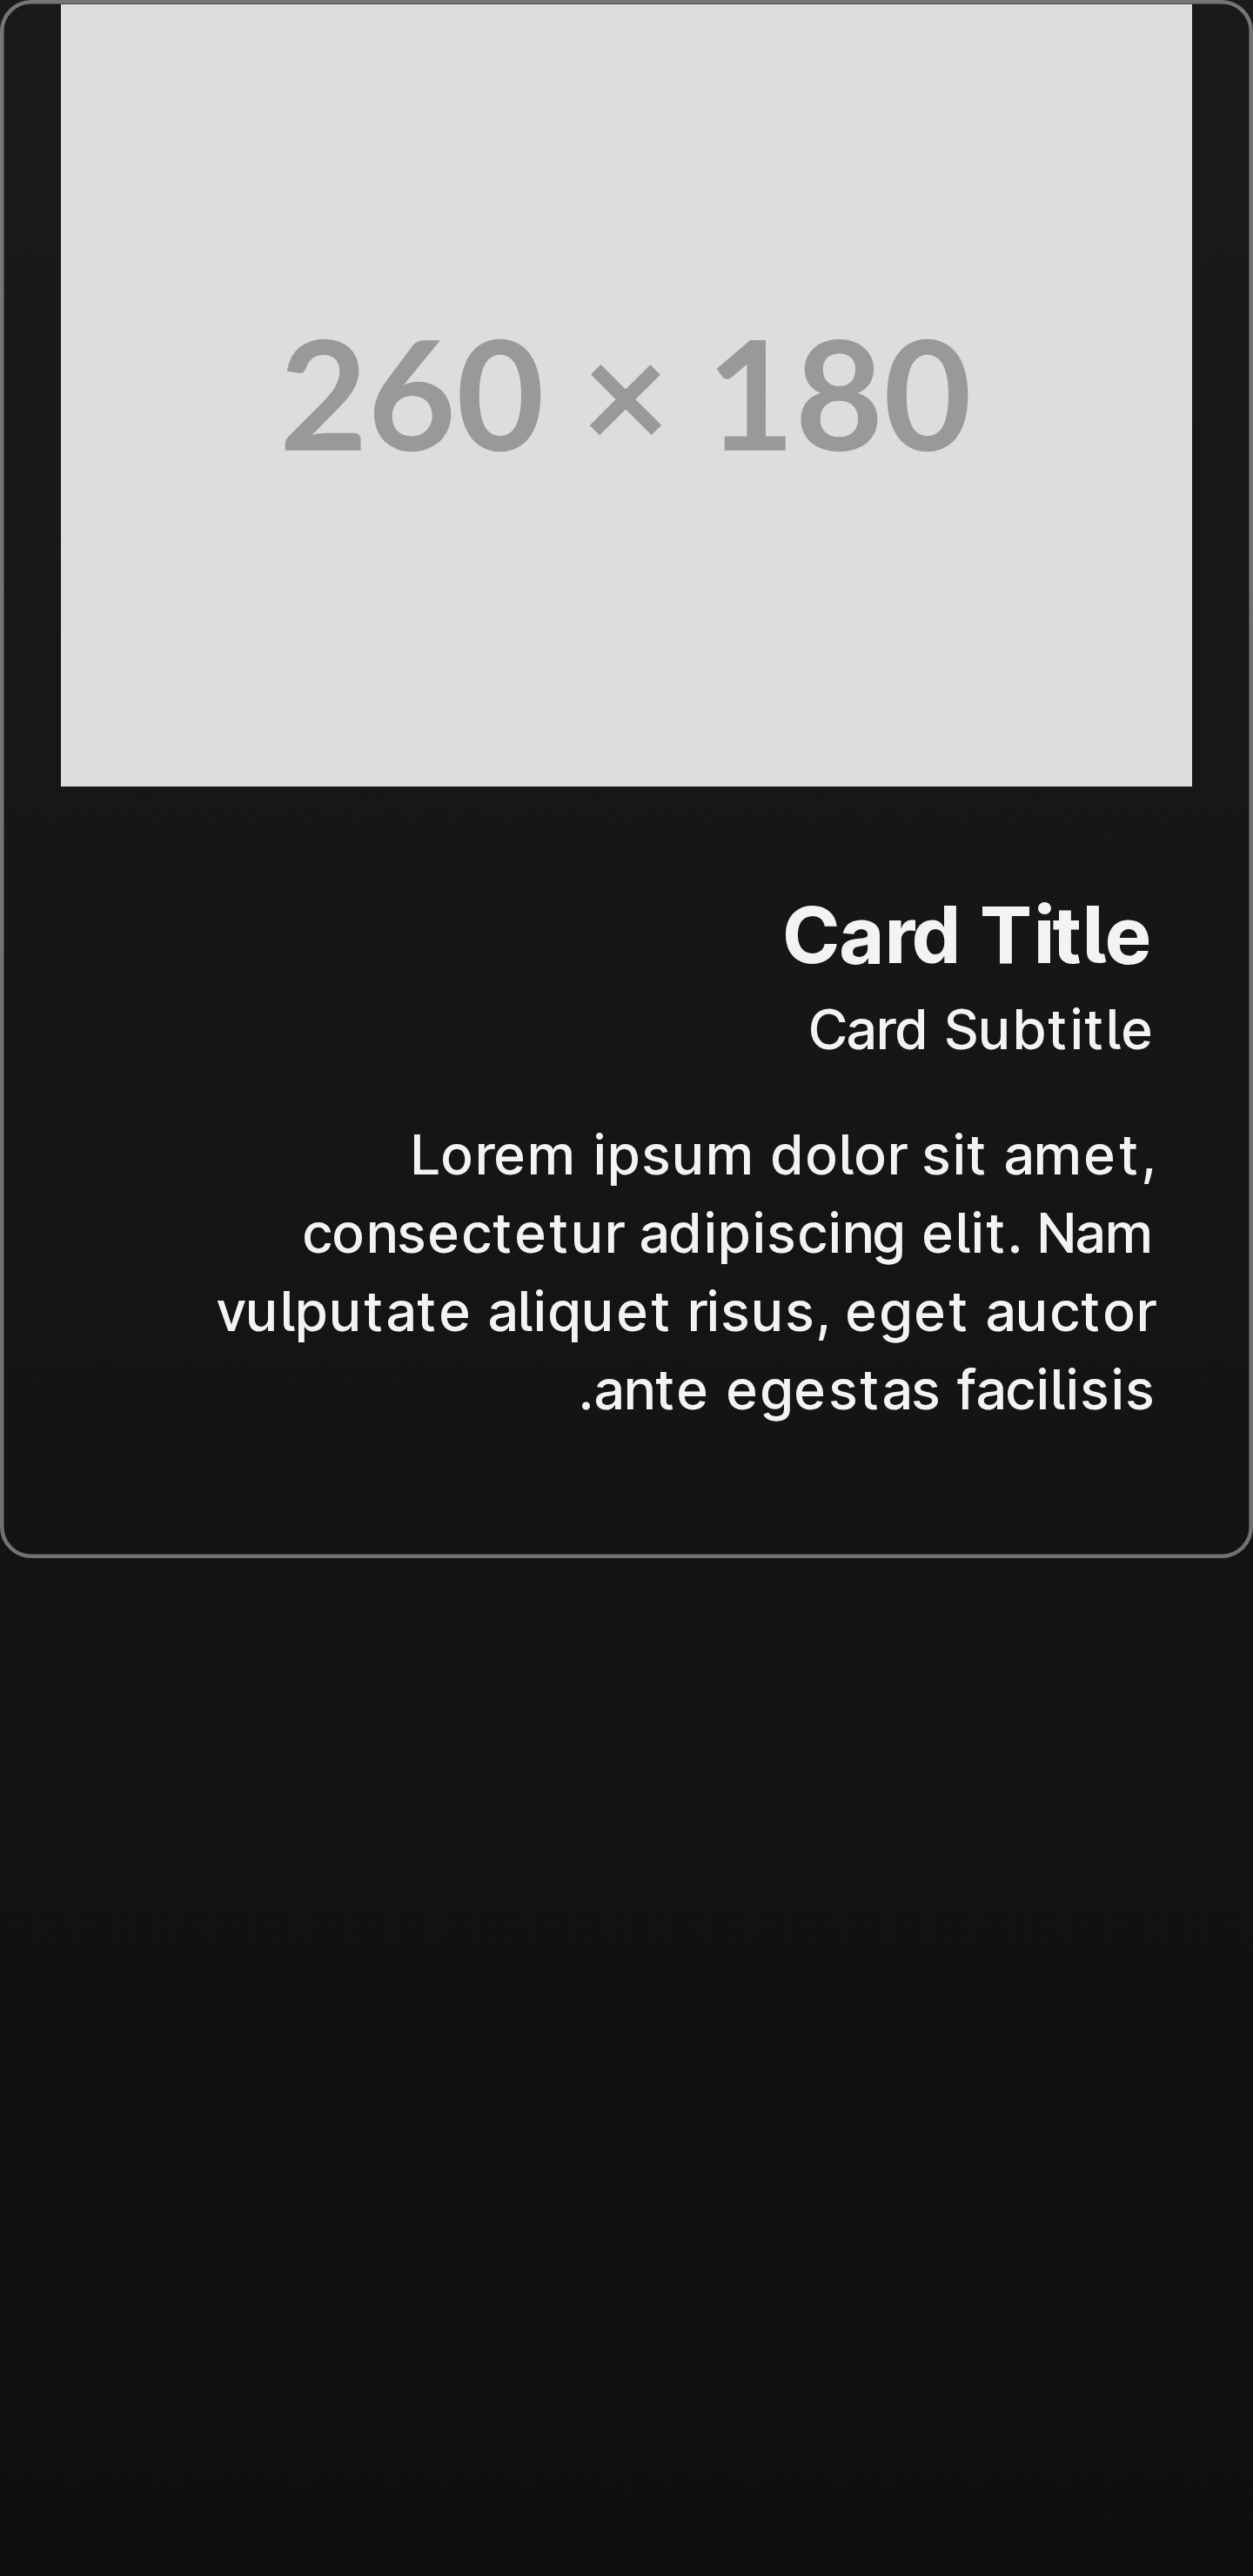 260 × 180
Card Title
Card Subtitle
Lorem ipsum dolor sit amet,
consectetur adipiscing elit. Nam
vulputate aliquet risus, eget auctor
.ante egestas facilisis